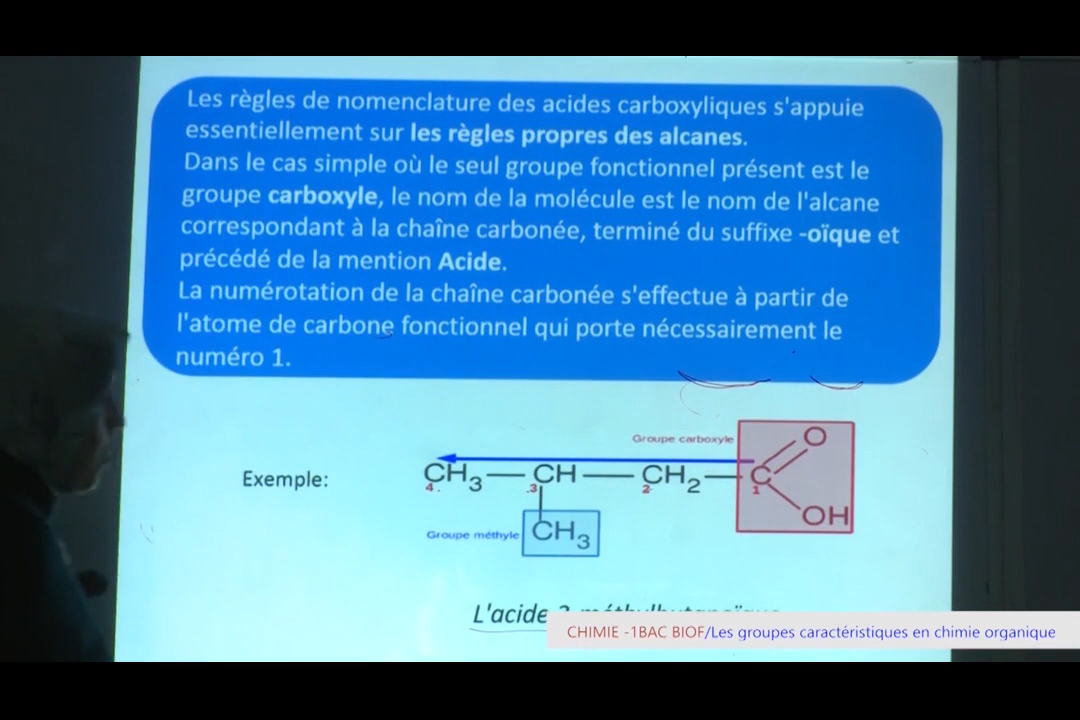 Les règles de nomenclature des acides carboxyliques s'appuie
essentiellement sur les règles propres des alcanes.
Dans le cas simple où le seul groupe fonctionnel présent est le
groupe carboxyle, le nom de la molécule est le nom de l'alcane
correspondant à la chaîne carbonée, terminé du suffixe -oïque et
précédé de la mention Acide.
La numérotation de la chaîne carbonée s'effectue à partir de
l'atome de carbone fonctionnel qui porte nécessairement le
numéro 1.
Groupe carboxyle
O
Exemple:
CH3 — CH — CH2 — C
4. .3 2 1
OH
Groupe méthyle CH3
L'acide
CHIMIE -1BAC BIOF/Les groupes caractéristiques en chimie organique